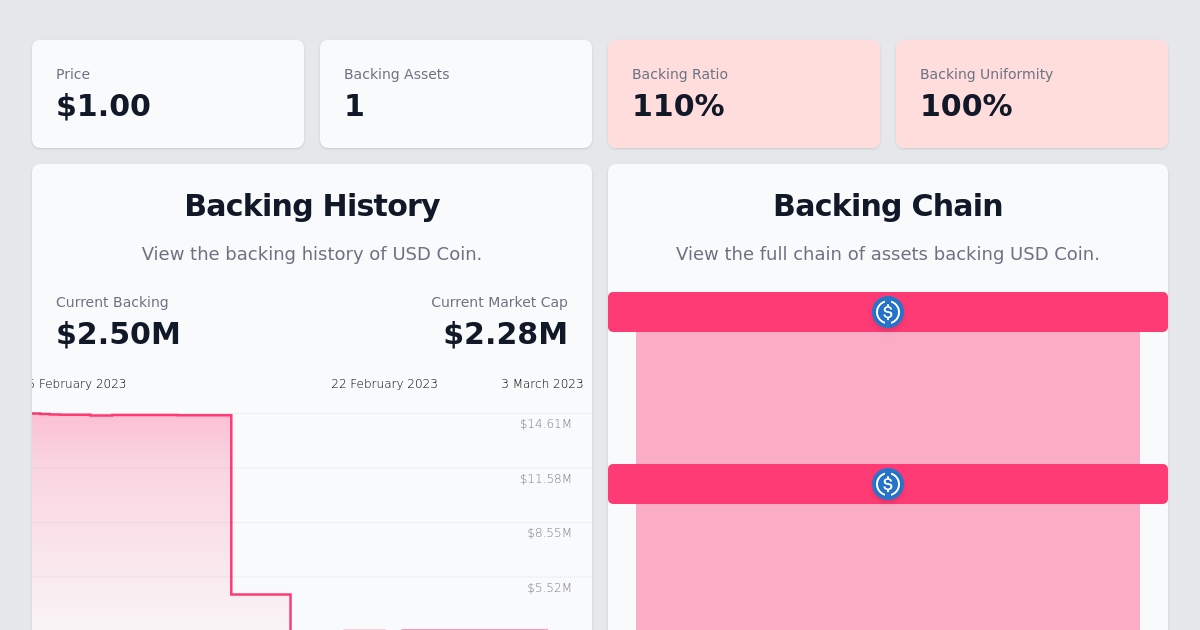 Price
$1.00
Backing Assets
1
Backing Ratio
110%
Backing Uniformity
100%
Backing History
View the backing history of USD Coin.
Current Backing
$2.50M
Current Market Cap
$2.28M
February 2023
22 February 2023
3 March 2023
$14.61M
$11.58M
$8.55M
$5.52M
Backing Chain
View the full chain of assets backing USD Coin.